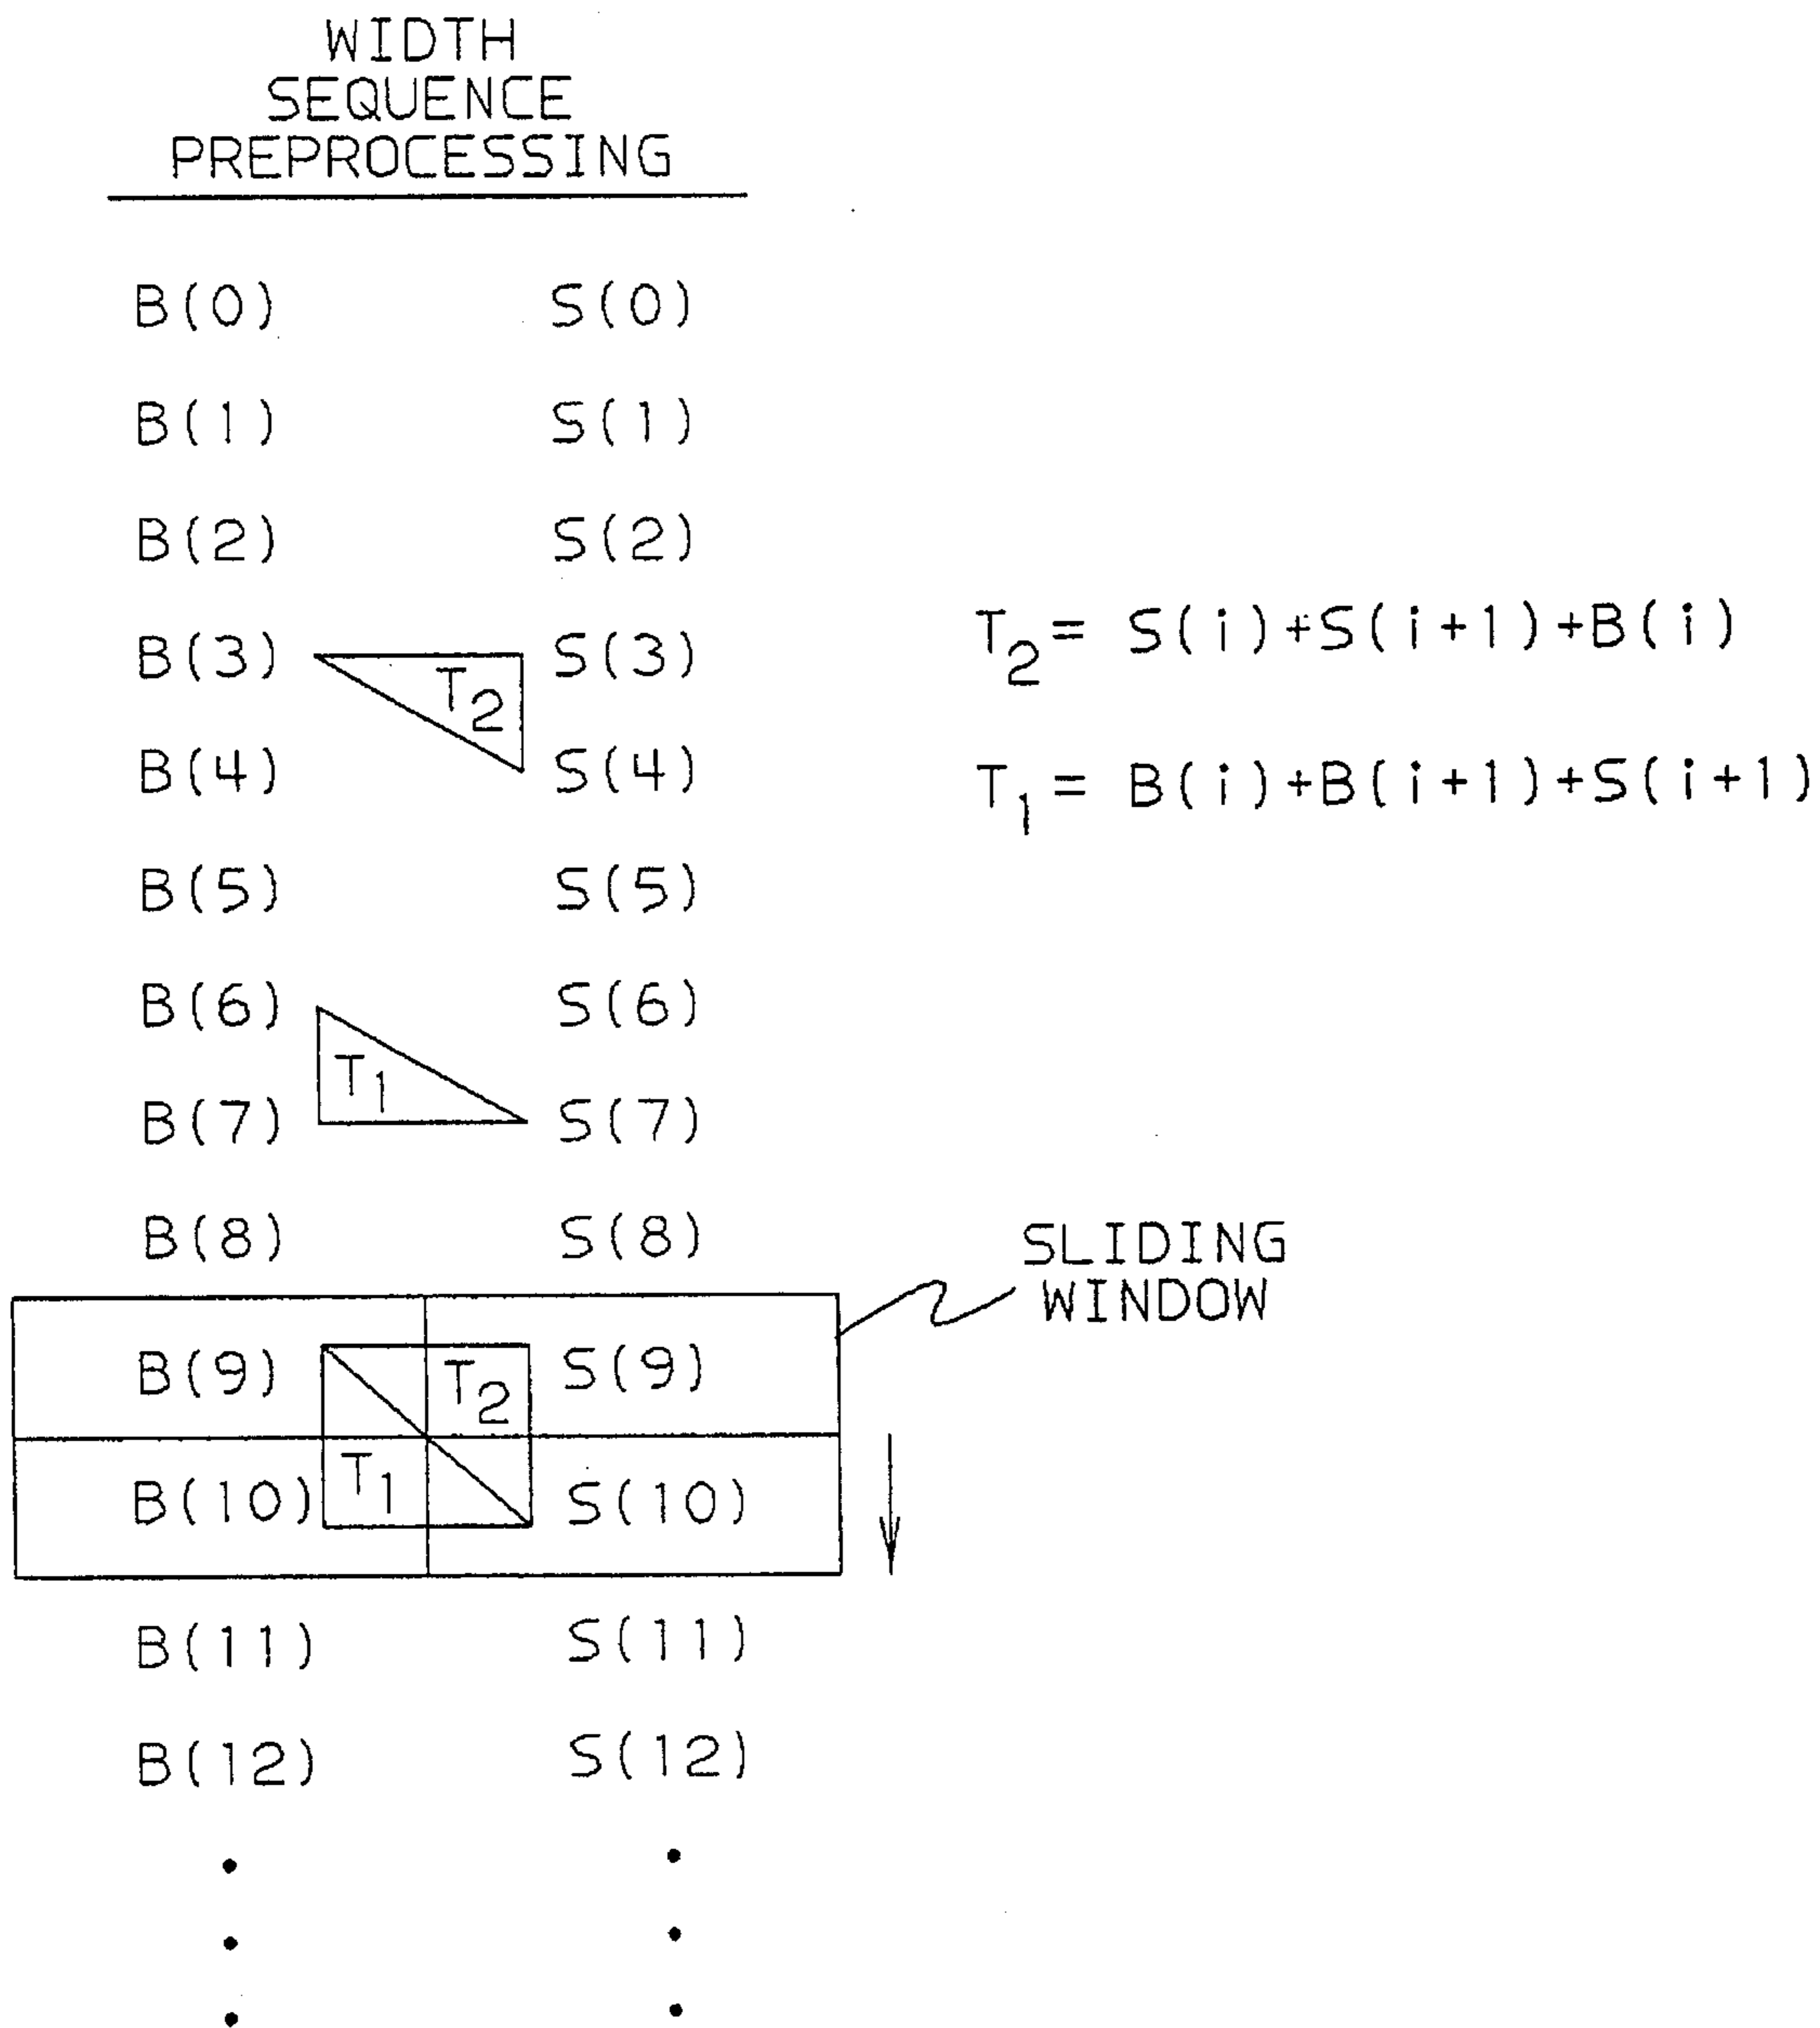 WIDTH
SEQUENCE
PREPROCESSING
B(0) S(0)
B(1) S(1)
B(2) S(2)
T2= S(i)+S(i+1)+B(i)
B(3) S(3)
T2
B(4) S(4)
T1= B(i)+B(i+1)+S(i+1)
B(5) S(5)
B(6) S(6)
T1
B(7) S(7)
B(8) S(8)
SLIDING
WINDOW
B(9) T2 S(9)
B(10) T1 S(10)
B(11) S(11)
B(12) S(12)